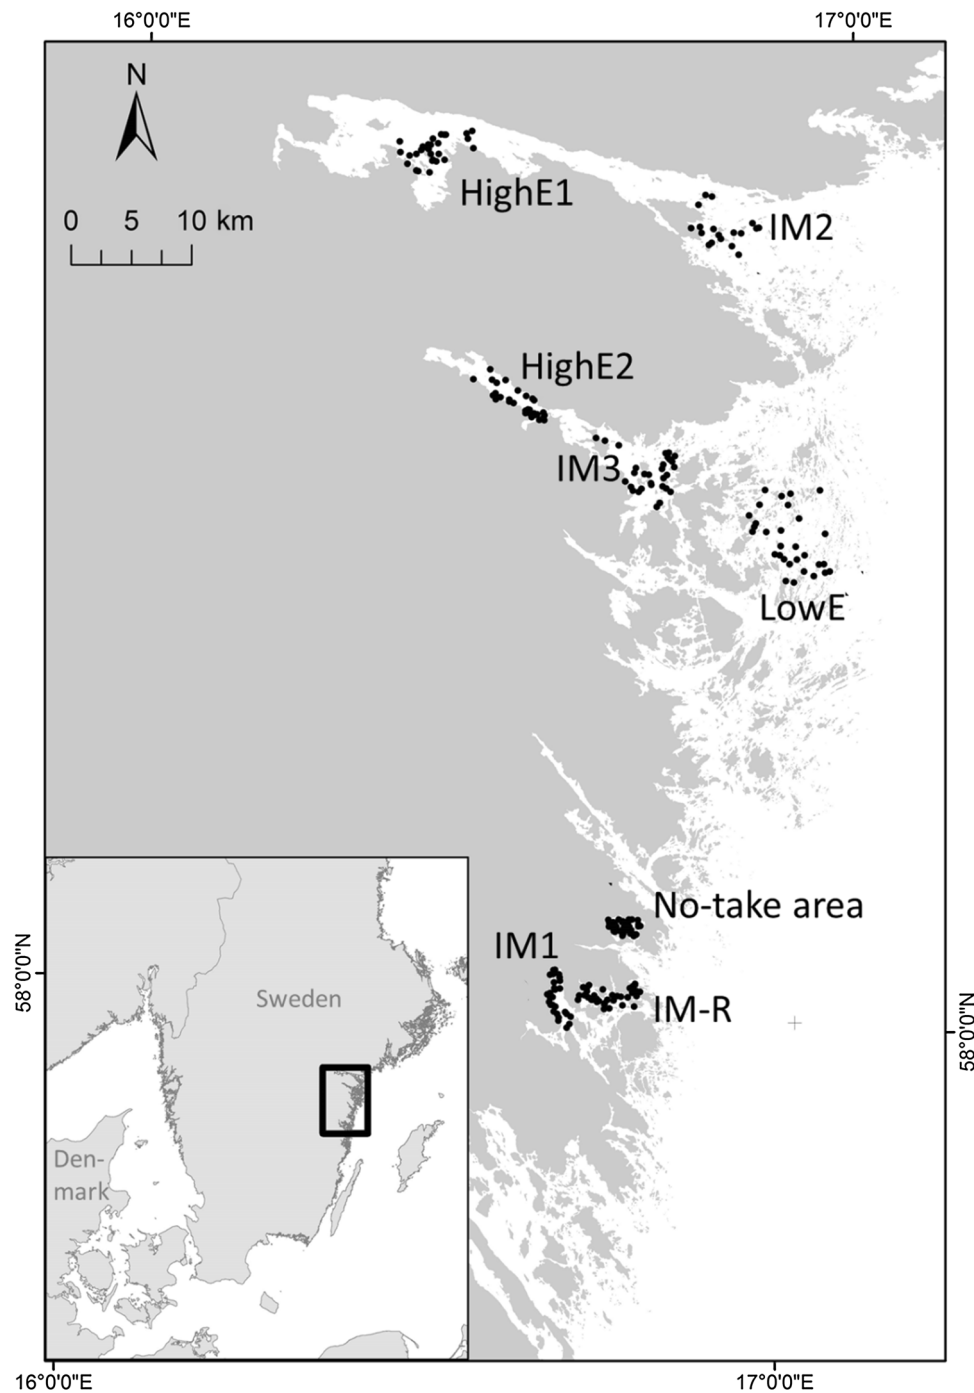 16°0'0"E 17°0'0"E
N
HighE1
0 5 10 km
IM2
HighE2
IM3
LowE
No-take area
IM1
58°0'0"N
Sweden
IM-R
58°0'0"N
Den-
mark
16°0'0"E 17°0'0"E